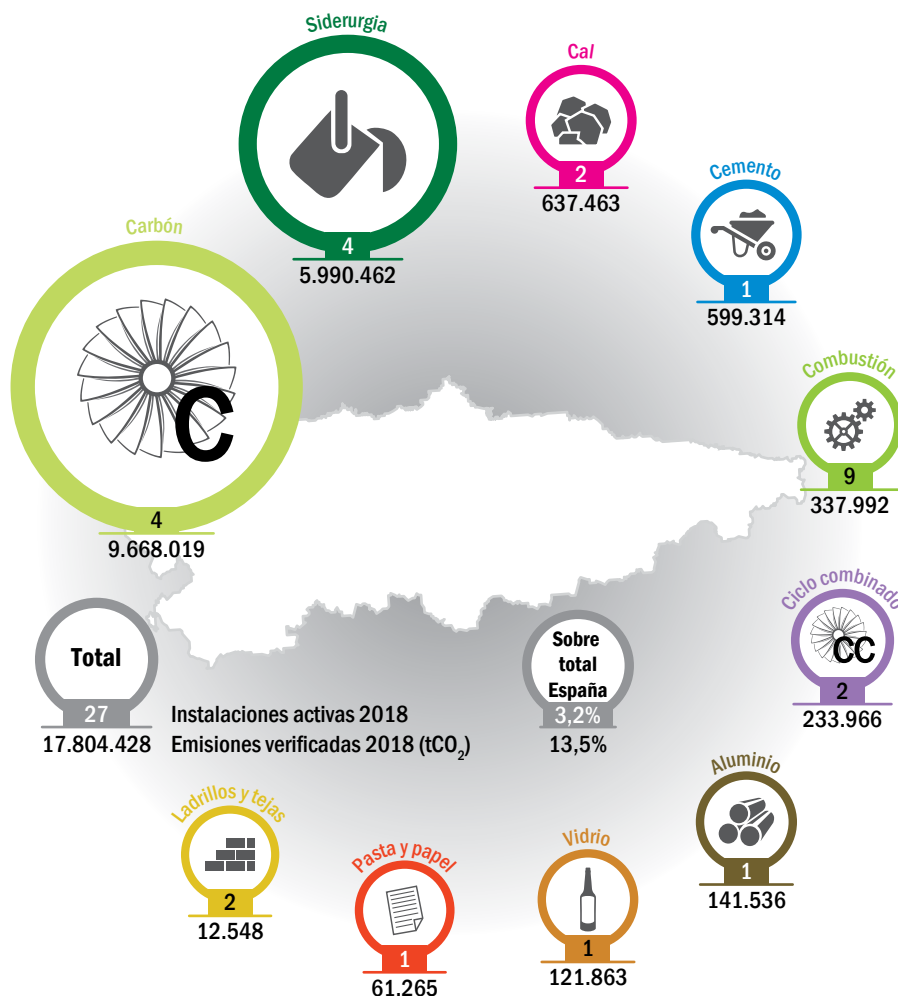 Siderurgia
4
5.990.462
Cal
2
637.463
Cemento
1
599.314
Carbón
C
4
9.668.019
Combustión
9
337.992
Ciclo combinado
CC
2
233.966
Total
27
17.804.428
Instalaciones activas 2018
Emisiones verificadas 2018 (tCO₂)
Sobre
total
España
3,2%
13,5%
Aluminio
1
141.536
Vidrio
1
121.863
Pasta y papel
1
61.265
Ladrillos y tejas
2
12.548